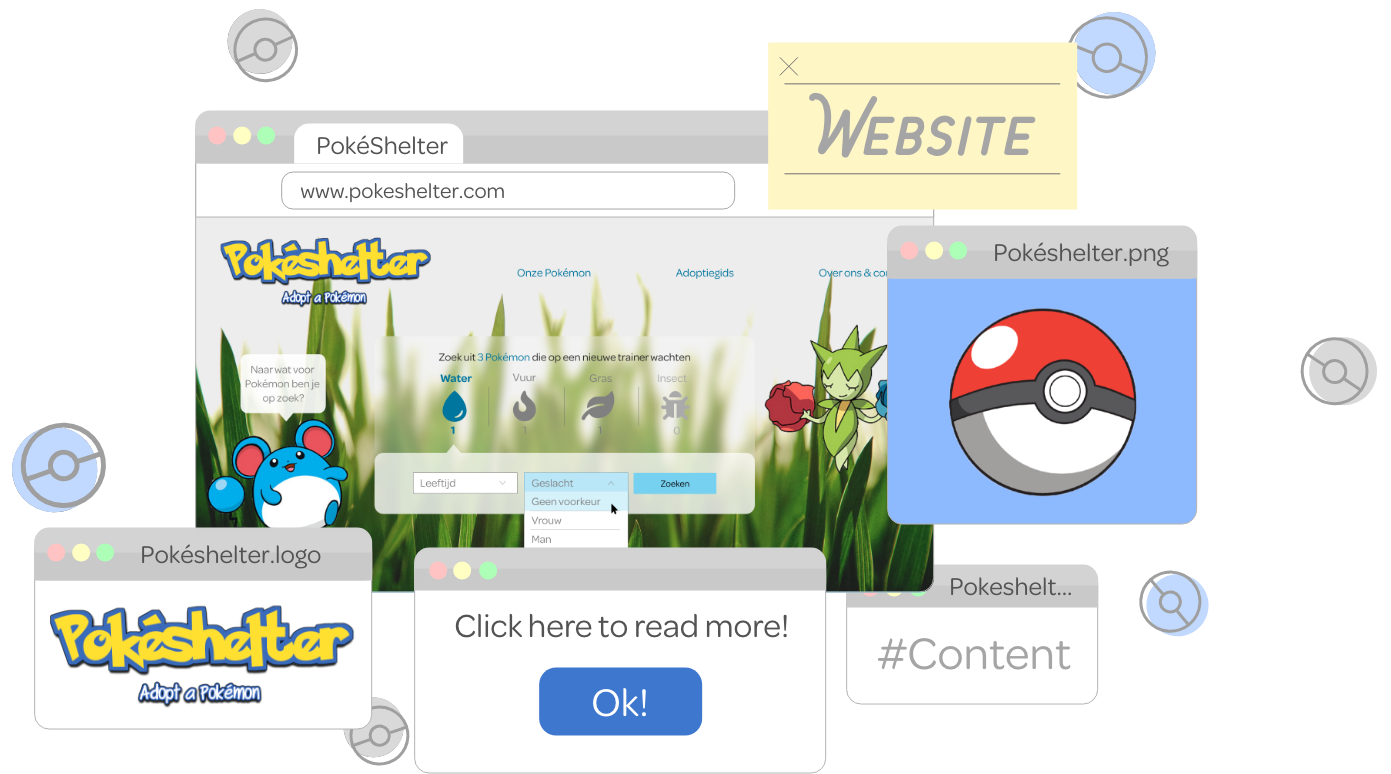 WEBSITE
PokéShelter
www.pokeshelter.com
Pokéshelter
Adopt a Pokémon
Onze Pokémon
Adoptiegids
Over ons & co
Pokéshelter.png
Zoek uit 3 Pokémon die op een nieuwe trainer wachten
Water
Vuur
Gras
Insect
1
1
1
0
Naar wat voor
Pokémon ben je
op zoek?
Leeftijd
Geslacht
Zoeken
Geen voorkeur
Vrouw
Man
Pokéshelter.logo
Pokéshelter
Adopt a Pokémon
Click here to read more!
Ok!
Pokeshelt...
#Content